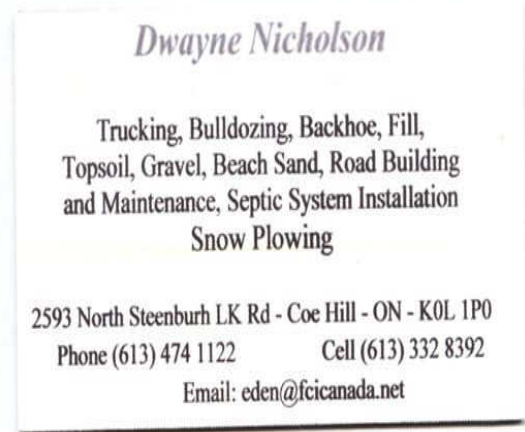 Dwayne Nicholson
Trucking, Bulldozing, Backhoe, Fill,
Topsoil, Gravel, Beach Sand, Road Building
and Maintenance, Septic System Installation
Snow Plowing
2593 North Steenburh LK Rd - Coe Hill - ON - K0L 1P0
Phone (613) 474 1122 Cell (613) 332 8392
Email: eden@fcicanada.net